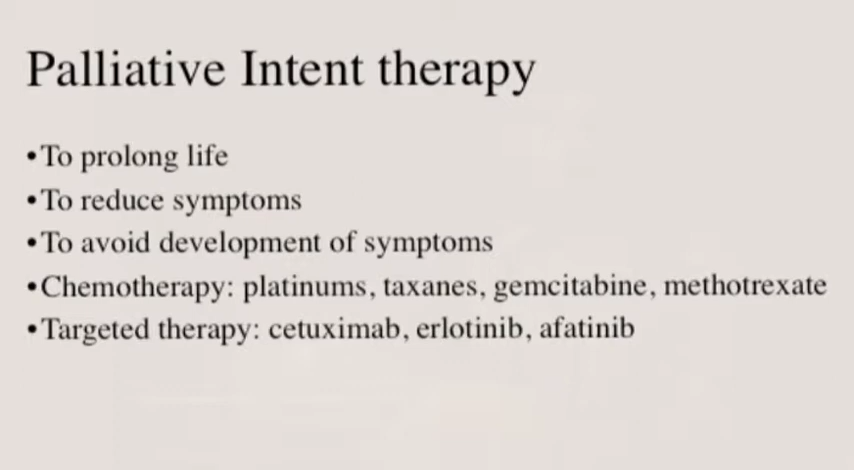 Palliative Intent therapy
•To prolong life
•To reduce symptoms
•To avoid development of symptoms
•Chemotherapy: platinums, taxanes, gemcitabine, methotrexate
•Targeted therapy: cetuximab, erlotinib, afatinib